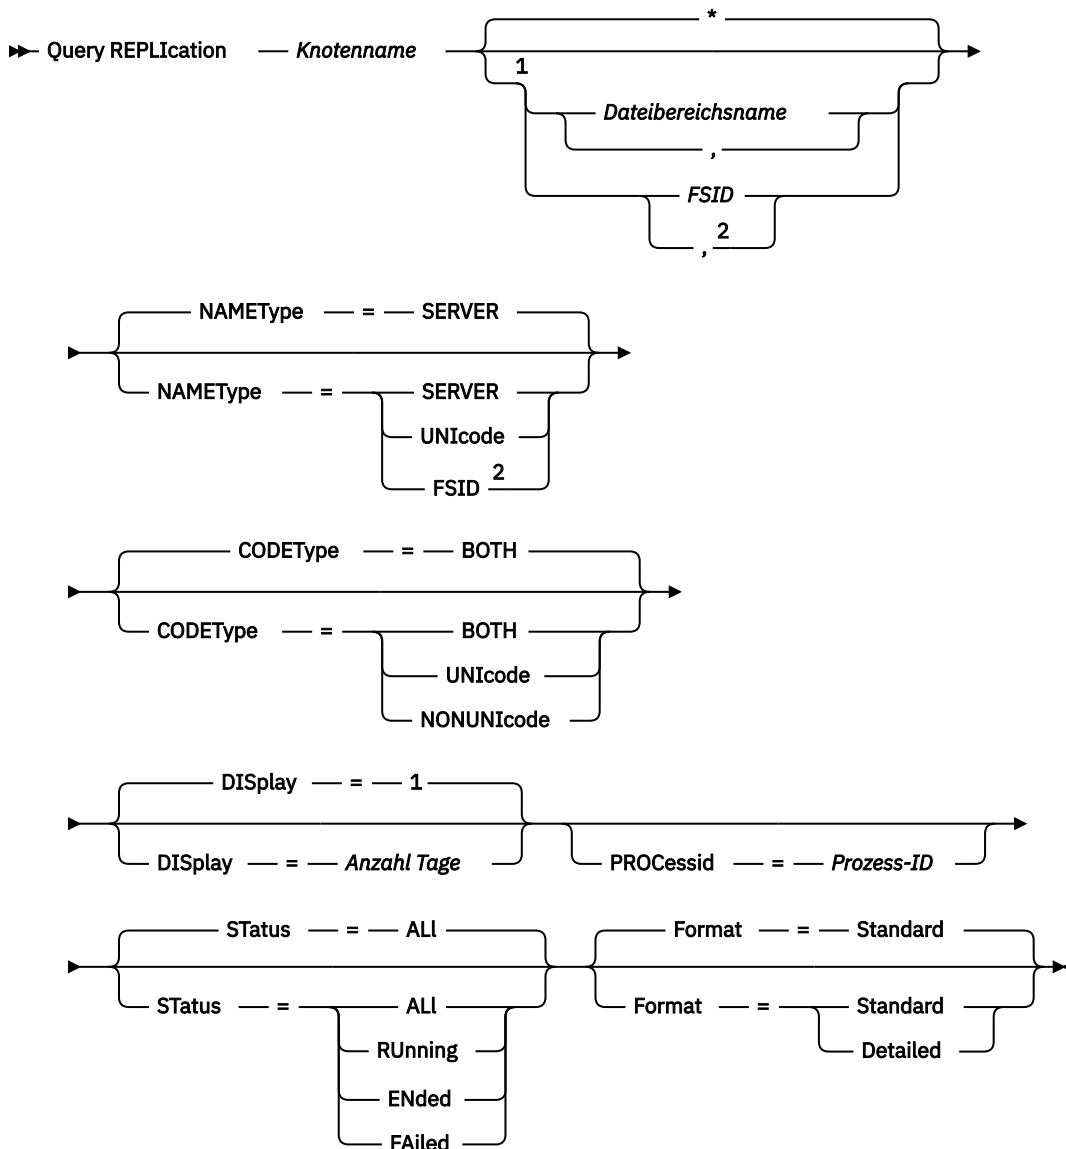 *
Query REPLIcation — Knotenname
1
Dateibereichsname
,
FSID
2
,
NAMEType — = — SERVER
NAMEType — = — SERVER
UNIcode
FSID 2
CODEType — = — BOTH
CODEType — = — BOTH
UNIcode
NONUNIcode
DISplay — = — 1
DISplay — = — Anzahl Tage PROCessid — = — Prozess-ID
STatus — = — ALl Format — = — Standard
STatus — = — ALl Format — = — Standard
RUnning Detailed
ENded
FAiled